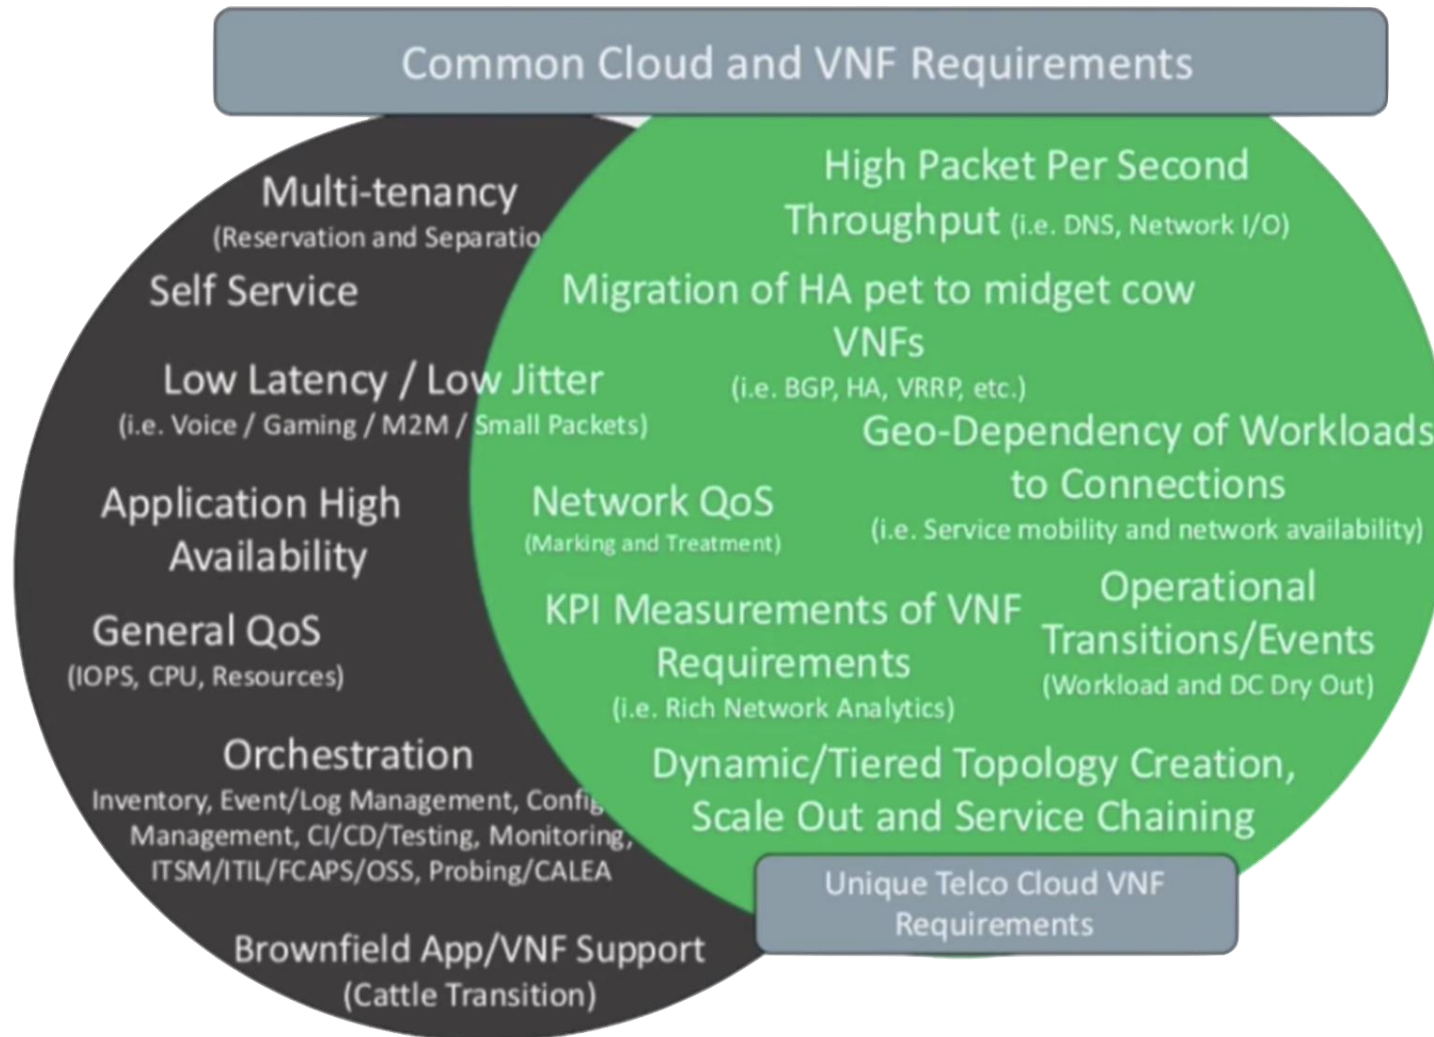 Common Cloud and VNF Requirements
Multi-tenancy
(Reservation and Separatio
Self Service
Low Latency / Low Jitter
(i.e. Voice / Gaming / M2M / Small Packets)
Application High
Availability
General QoS
(IOPS, CPU, Resources)
Orchestration
Inventory, Event/Log Management, Config
Management, CI/CD/Testing, Monitoring,
ITSM/ITIL/FCAPS/OSS, Probing/CALEA
Brownfield App/VNF Support
(Cattle Transition)
High Packet Per Second
Throughput (i.e. DNS, Network I/O)
Migration of HA pet to midget cow
VNFs
(i.e. BGP, HA, VRRP, etc.)
Geo-Dependency of Workloads
to Connections
(i.e. Service mobility and network availability)
Network QoS
(Marking and Treatment)
Operational
Transitions/Events
(Workload and DC Dry Out)
KPI Measurements of VNF
Requirements
(i.e. Rich Network Analytics)
Dynamic/Tiered Topology Creation,
Scale Out and Service Chaining
Unique Telco Cloud VNF
Requirements